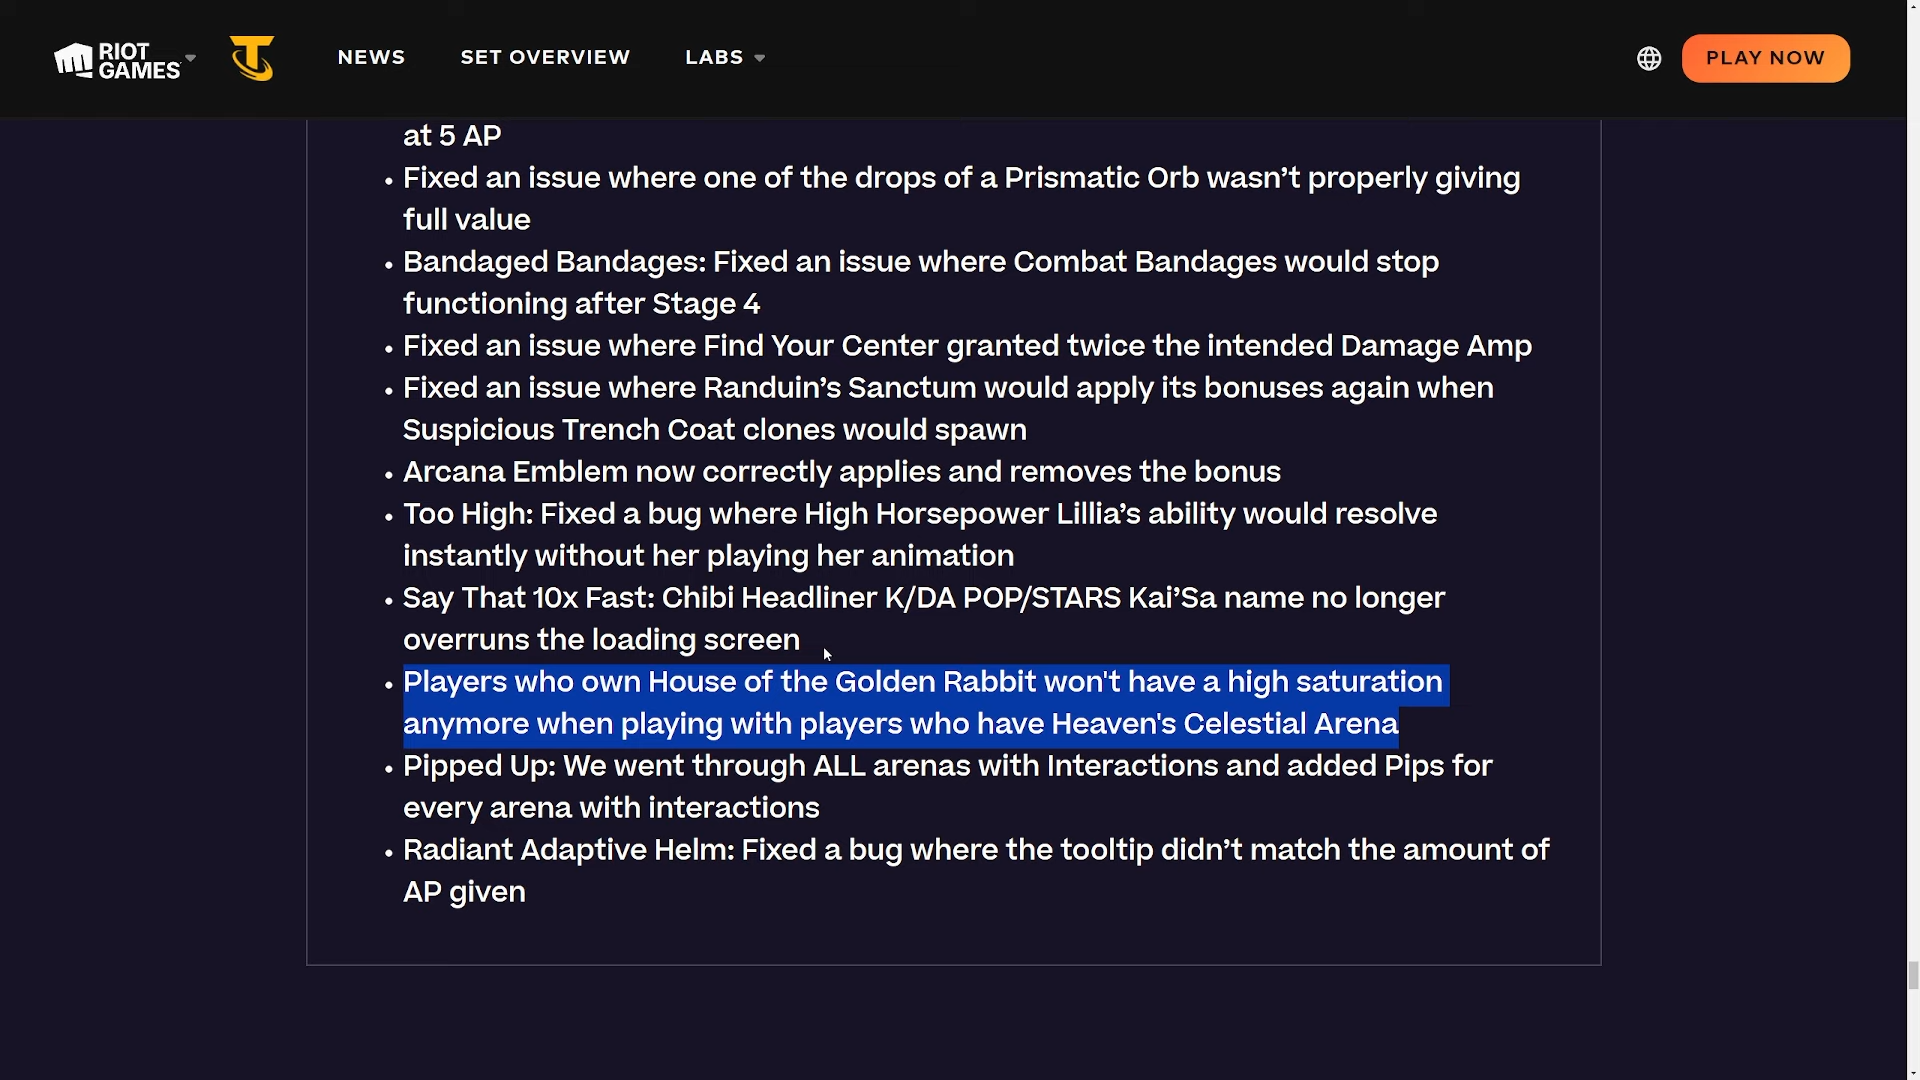 RIOT GAMES
NEWS
SET OVERVIEW
LABS
PLAY NOW
at 5 AP
• Fixed an issue where one of the drops of a Prismatic Orb wasn’t properly giving
full value
• Bandaged Bandages: Fixed an issue where Combat Bandages would stop
functioning after Stage 4
• Fixed an issue where Find Your Center granted twice the intended Damage Amp
• Fixed an issue where Randuin’s Sanctum would apply its bonuses again when
Suspicious Trench Coat clones would spawn
• Arcana Emblem now correctly applies and removes the bonus
• Too High: Fixed a bug where High Horsepower Lillia’s ability would resolve
instantly without her playing her animation
• Say That 10x Fast: Chibi Headliner K/DA POP/STARS Kai’Sa name no longer
overruns the loading screen
• Players who own House of the Golden Rabbit won't have a high saturation
anymore when playing with players who have Heaven's Celestial Arena
• Pipped Up: We went through ALL arenas with Interactions and added Pips for
every arena with interactions
• Radiant Adaptive Helm: Fixed a bug where the tooltip didn’t match the amount of
AP given